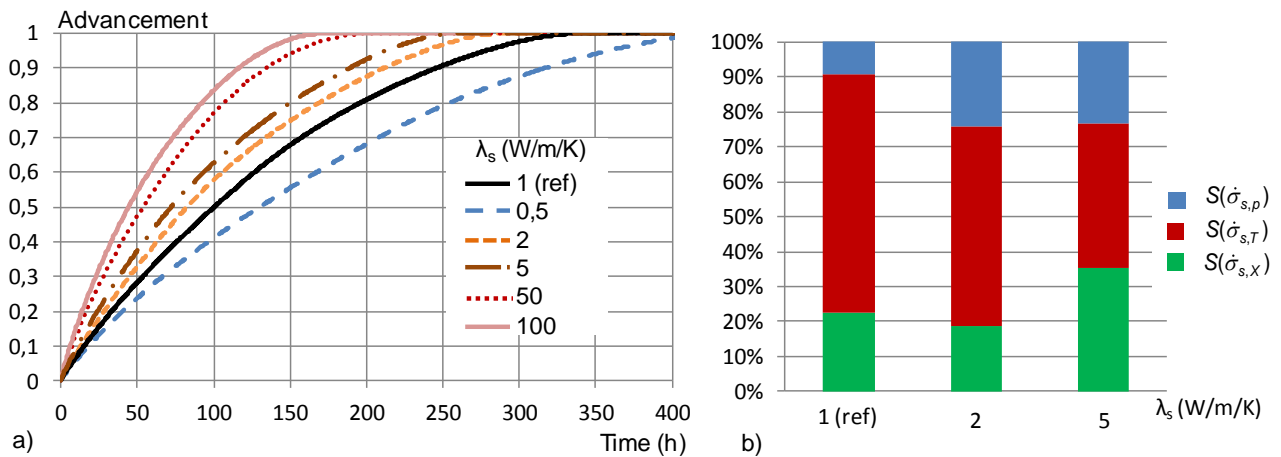 Advancement
1
0,9
0,8
0,7
0,6
0,5
0,4
0,3
0,2
0,1
0
0 50 100 150 200 250 300 350 400
Time (h)
a)
λs (W/m/K)
1 (ref)
0,5
2
5
50
100
100%
90%
80%
70%
60%
50%
40%
30%
20%
10%
0%
1 (ref) 2 5 λs (W/m/K)
b)
S(σ̇s,p)
S(σ̇s,T)
S(σ̇s,X)